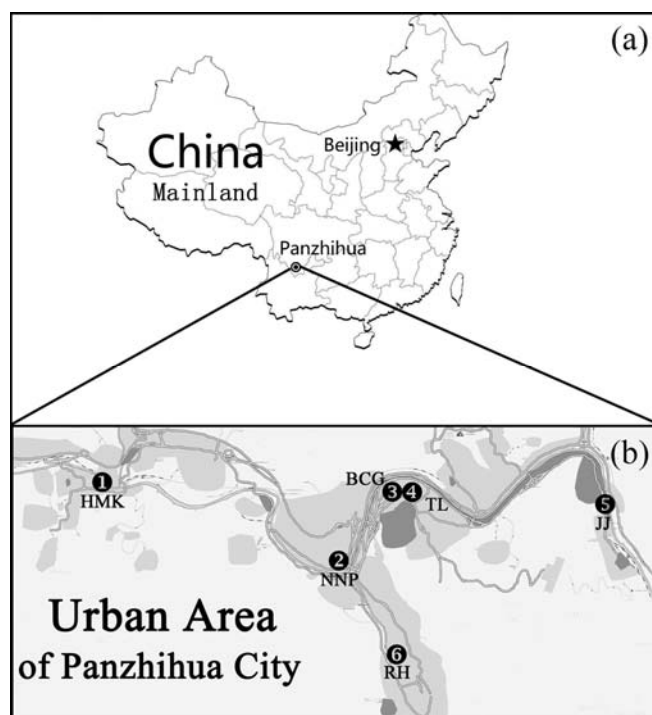 (a)
Beijing
China
Mainland
Panzhihua
(b)
1
HMK
BCG
3 4
TL
5
JJ
2
NNP
Urban Area
of Panzhihua City
6
RH